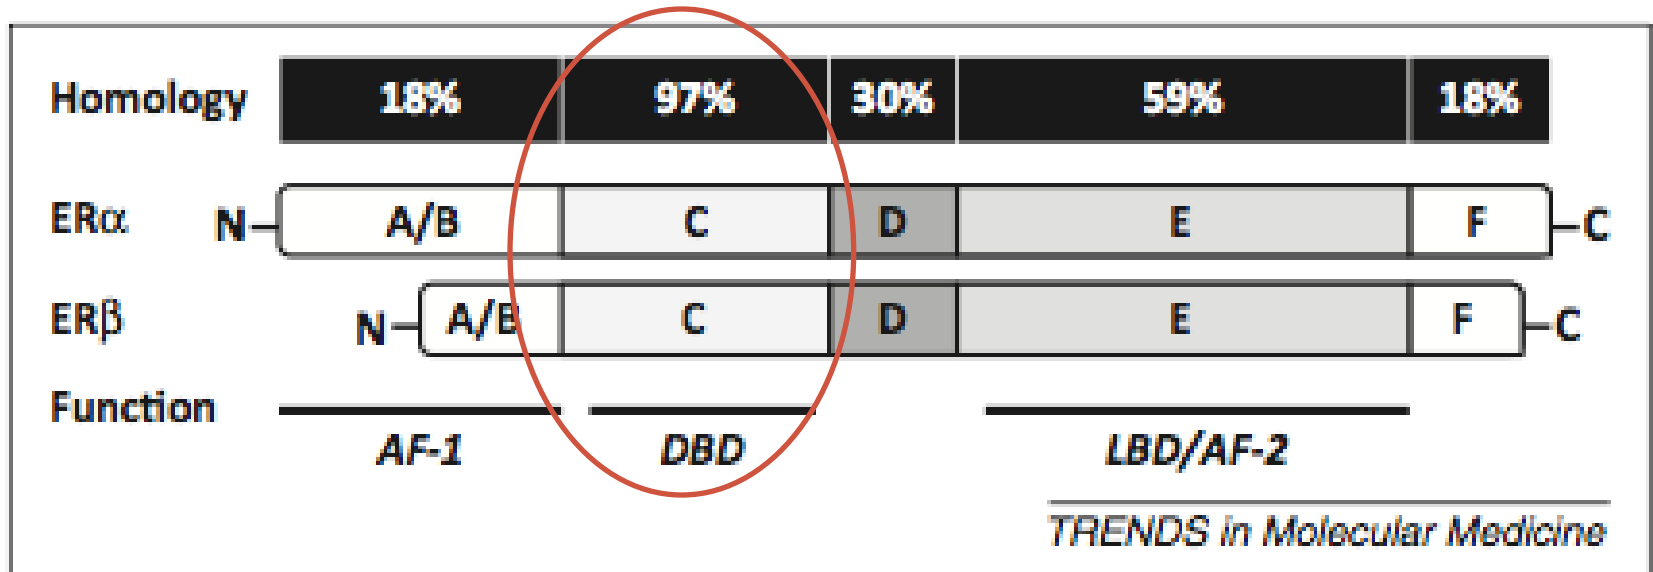 Homology 18% 97% 30% 59% 18%
ERα N A/B C D E F C
ERβ N A/B C D E F C
Function
AF-1 DBD LBD/AF-2
TRENDS in Molecular Medicine